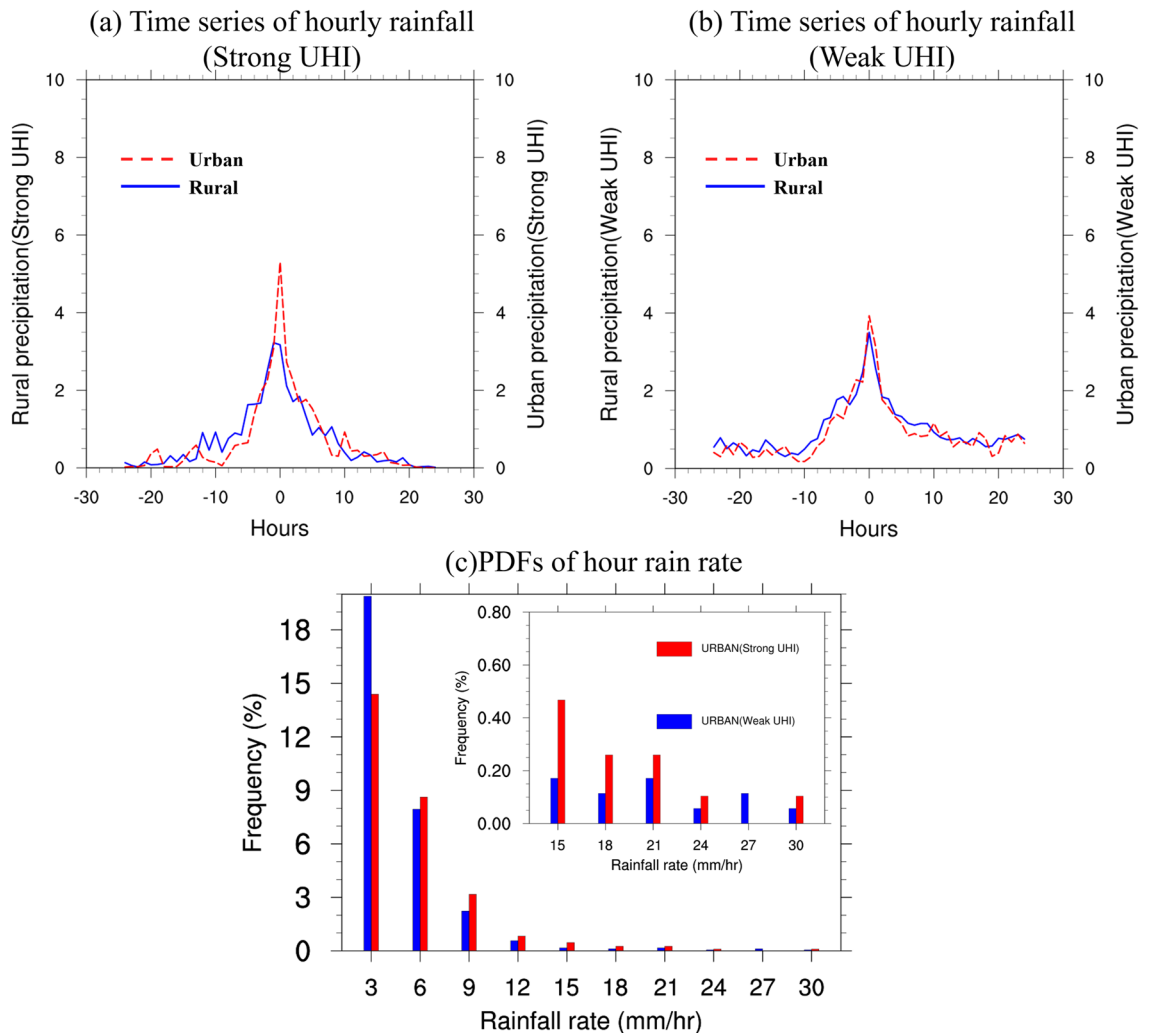 (a) Time series of hourly rainfall
(Strong UHI)
10
8
6
4
2
0
10
8
6
4
2
0
Rural precipitation(Strong UHI)
Urban precipitation(Strong UHI)
Urban
Rural
-30 -20 -10 0 10 20 30
Hours
(b) Time series of hourly rainfall
(Weak UHI)
10
8
6
4
2
0
10
8
6
4
2
0
Rural precipitation(Weak UHI)
Urban precipitation(Weak UHI)
Urban
Rural
-30 -20 -10 0 10 20 30
Hours
(c)PDFs of hour rain rate
18
15
12
9
6
3
0
Frequency (%)
3 6 9 12 15 18 21 24 27 30
Rainfall rate (mm/hr)
0.80
0.60
0.40
0.20
0.00
Frequency (%)
URBAN(Strong UHI)
URBAN(Weak UHI)
15 18 21 24 27 30
Rainfall rate (mm/hr)